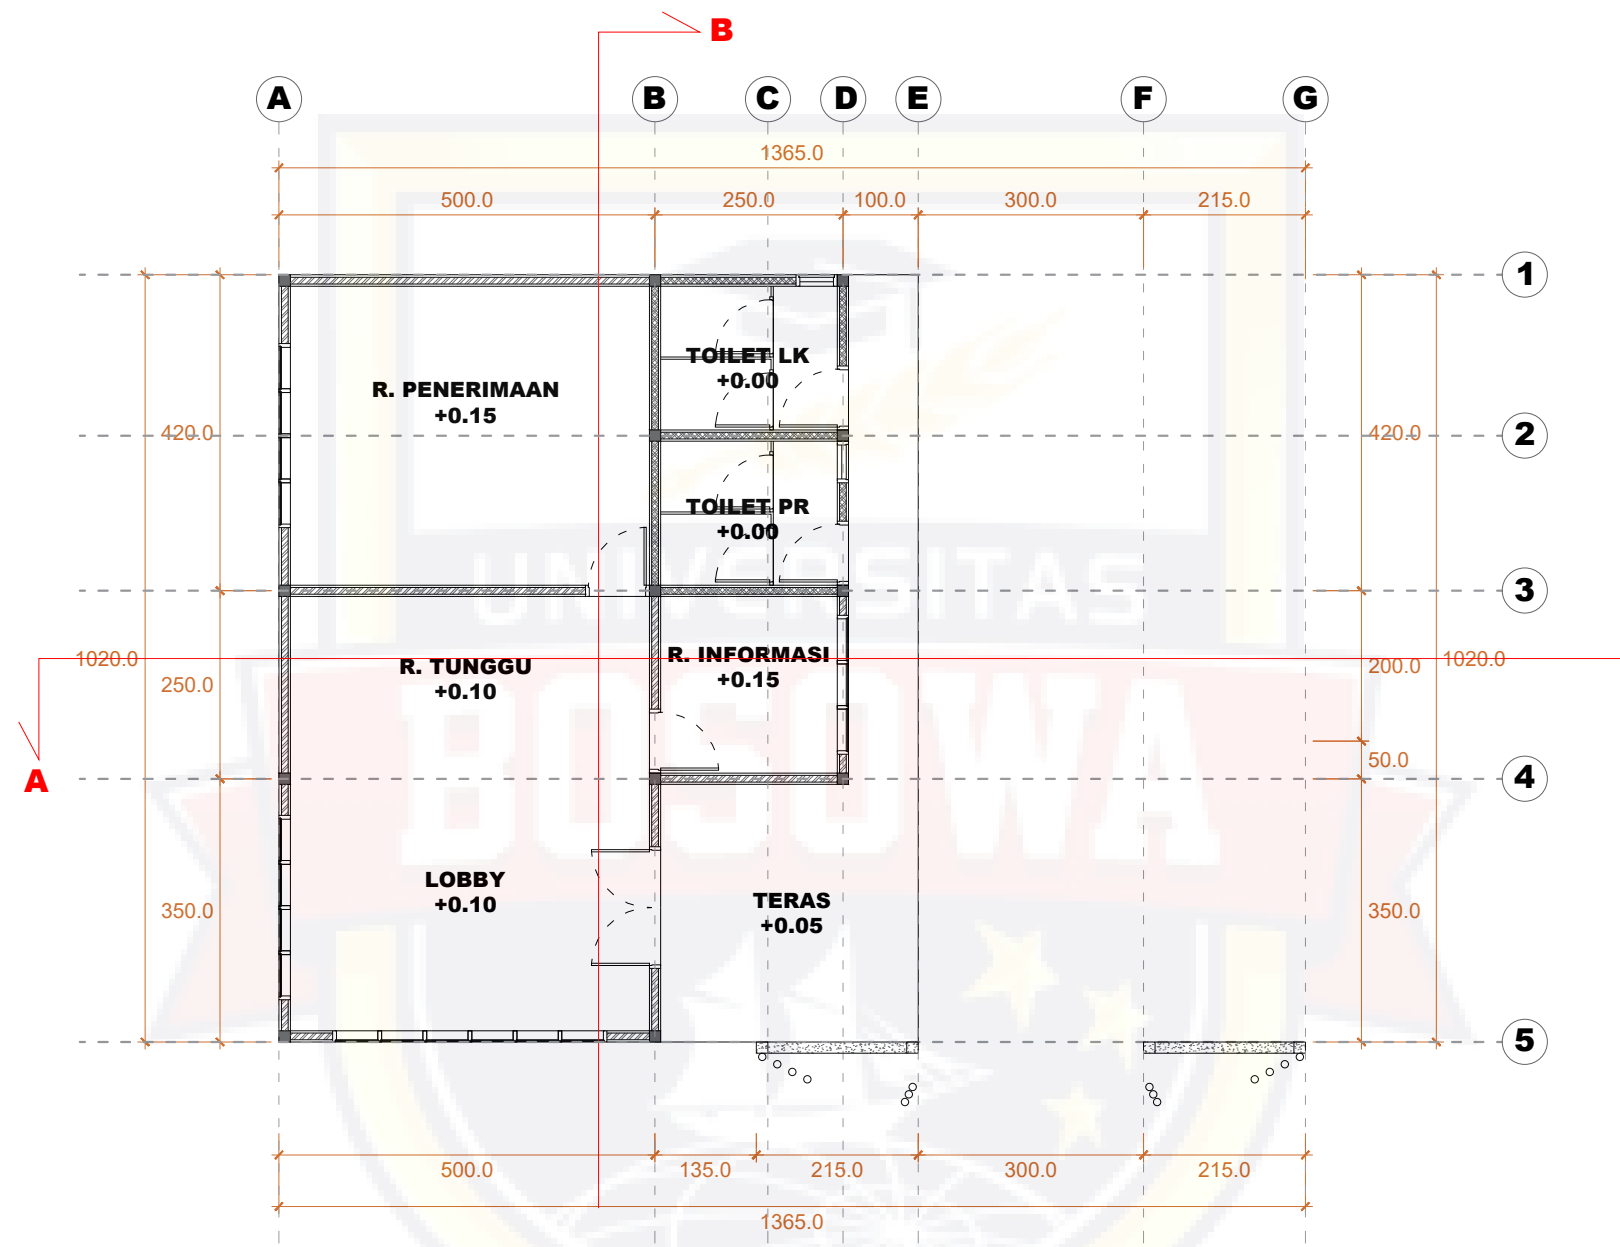 B
A B C D E F G
1365.0
500.0 250.0 100.0 300.0 215.0
1
TOILET LK
+0.00
R. PENERIMAAN
+0.15
420.0 420.0
2
TOILET PR
+0.00
UNIVERSITAS
3
R. TUNGGU
+0.10
R. INFORMASI
+0.15
1020.0 250.0 200.0 1020.0
BOSOWA
50.0
A
4
LOBBY
+0.10
TERAS
+0.05
350.0 350.0
5
500.0 135.0 215.0 300.0 215.0
1365.0